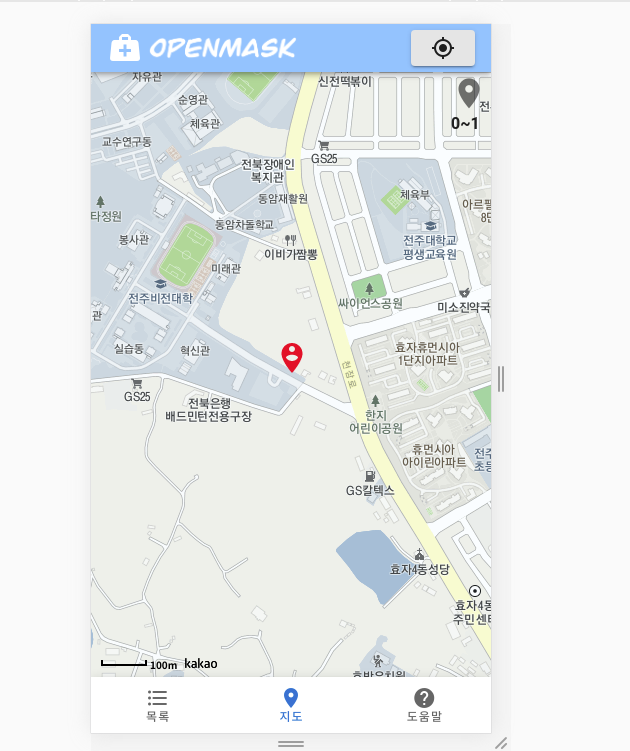 OPENMASK
자유관
신전떡볶이
순영관
0~1
체육관
교수연구동
GS25
전북장애인
복지관
체육부
동암재활원
타정원
동암차돌학교
봉사관
전주대학교
평생교육원
이비가짬뽕
미래관
전주비전대학
싸이언스공원
미소진약국
관
실습동
혁신관
효자휴먼시아
1단지아파트
천잠로
GS25
전북은행
배드민턴전용구장
한지
어린이공원
휴먼시아
아이린아파트
전주
초등
GS칼텍스
효자4동성당
효자4동
주민센터
100m kakao
목록
지도
도움말